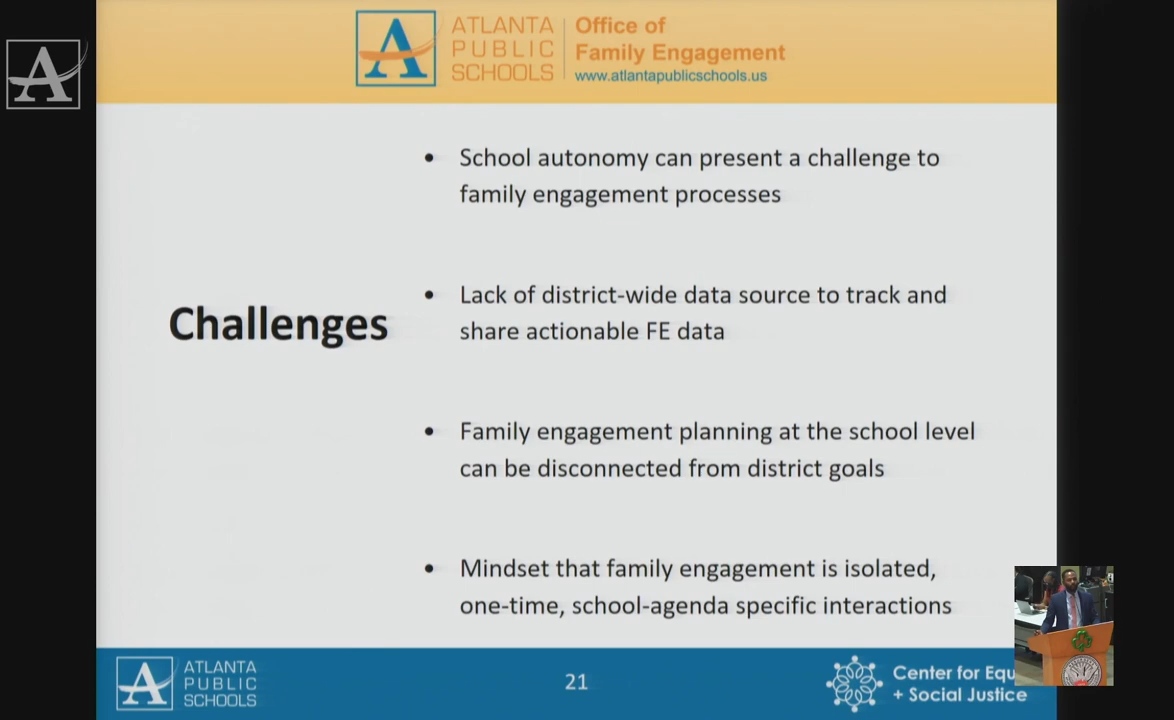 ATLANTA
PUBLIC
SCHOOLS
Office of
Family Engagement
www.atlantapublicschools.us
Challenges
• School autonomy can present a challenge to
family engagement processes
• Lack of district-wide data source to track and
share actionable FE data
• Family engagement planning at the school level
can be disconnected from district goals
• Mindset that family engagement is isolated,
one-time, school-agenda specific interactions
ATLANTA
PUBLIC
SCHOOLS
21
Center for Equ
+ Social Justice